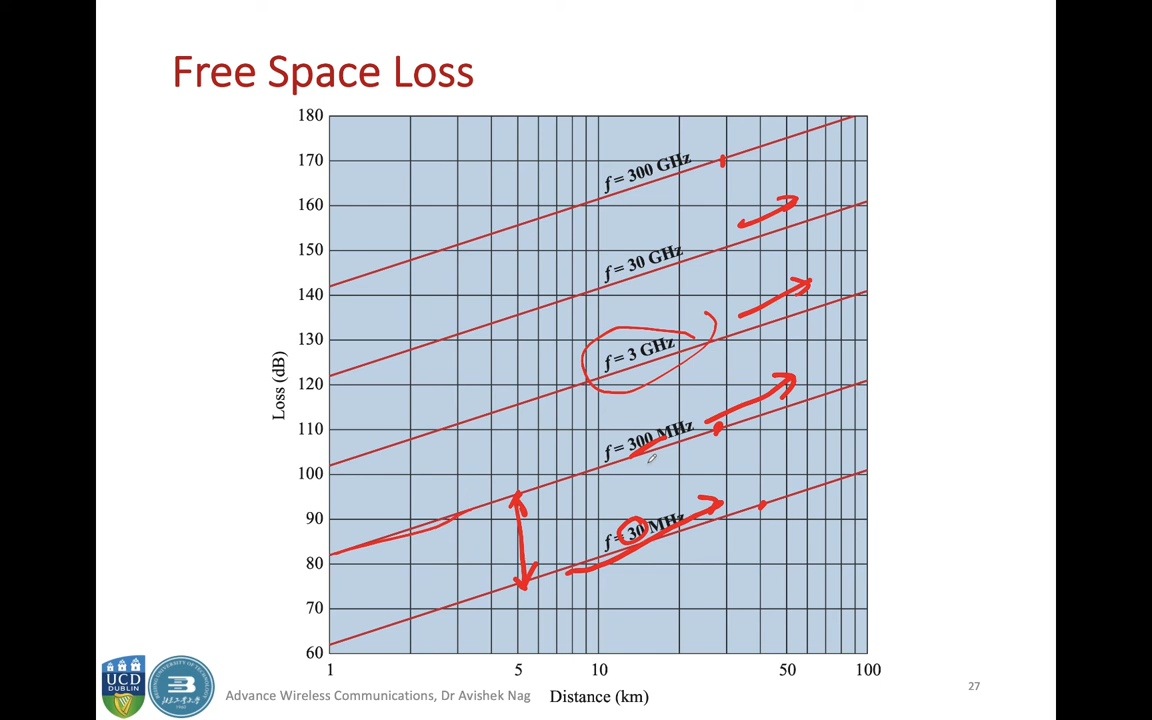 Free Space Loss
180
170
160
150
140
130
120
110
100
90
80
70
60
Loss (dB)
f = 300 GHz
f = 30 GHz
f = 3 GHz
f = 300 MHz
f = 30 MHz
1 5 10 50 100
Distance (km)
UCD
DUBLIN
Advance Wireless Communications, Dr Avishek Nag
27